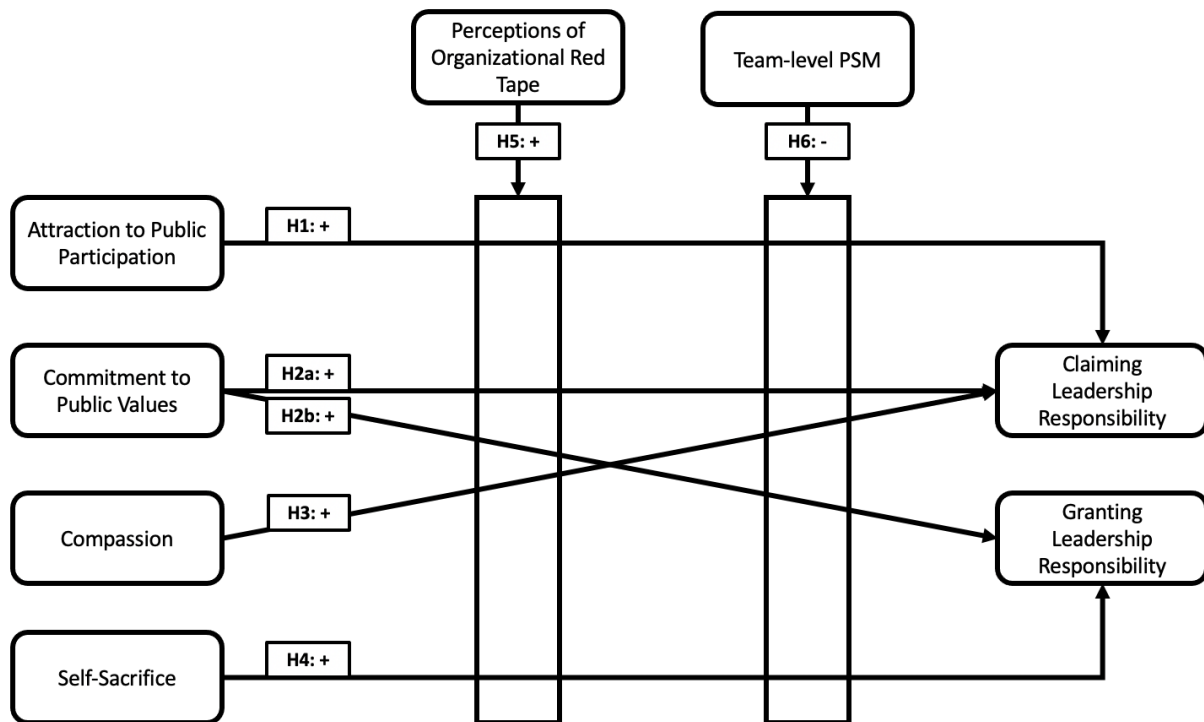 Perceptions of
Organizational Red
Tape
Team-level PSM
H5: +
H6: -
Attraction to Public
Participation
H1: +
Commitment to
Public Values
H2a: +
H2b: +
Claiming
Leadership
Responsibility
Compassion
H3: +
Granting
Leadership
Responsibility
Self-Sacrifice
H4: +